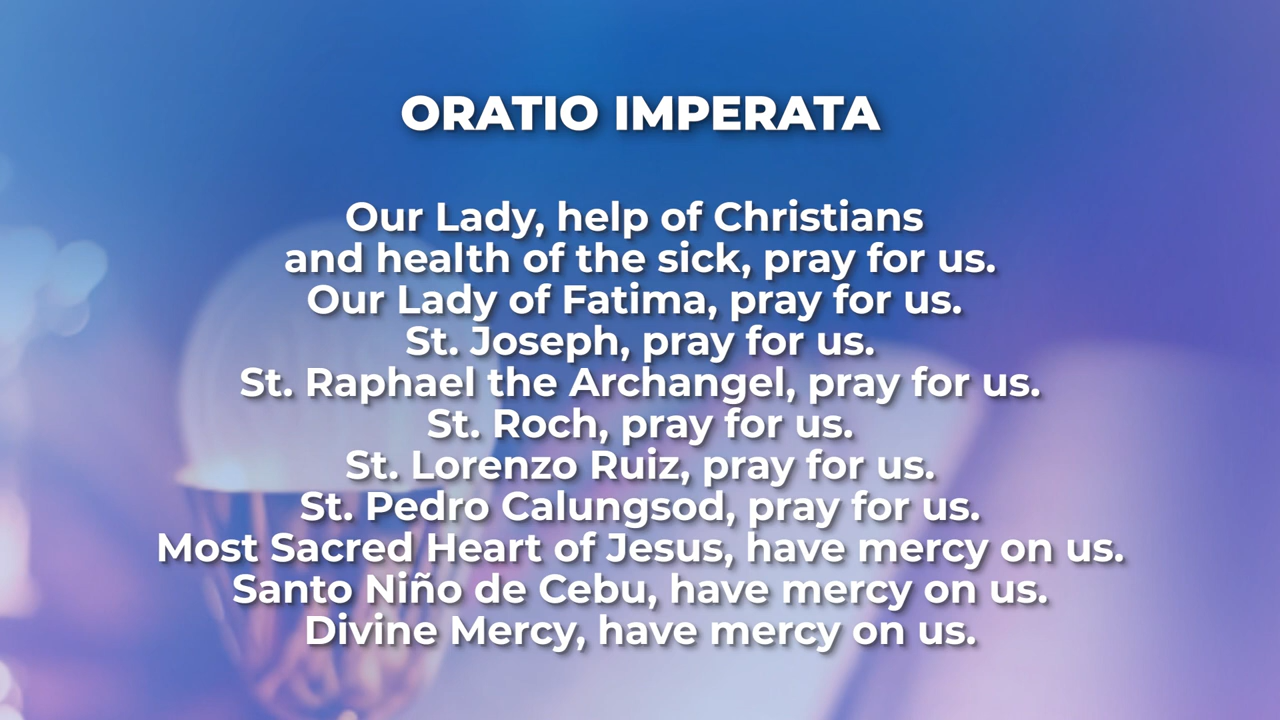 ORATIO IMPERATA
Our Lady, help of Christians
and health of the sick, pray for us.
Our Lady of Fatima, pray for us.
St. Joseph, pray for us.
St. Raphael the Archangel, pray for us.
St. Roch, pray for us.
St. Lorenzo Ruiz, pray for us.
St. Pedro Calungsod, pray for us.
Most Sacred Heart of Jesus, have mercy on us.
Santo Niño de Cebu, have mercy on us.
Divine Mercy, have mercy on us.